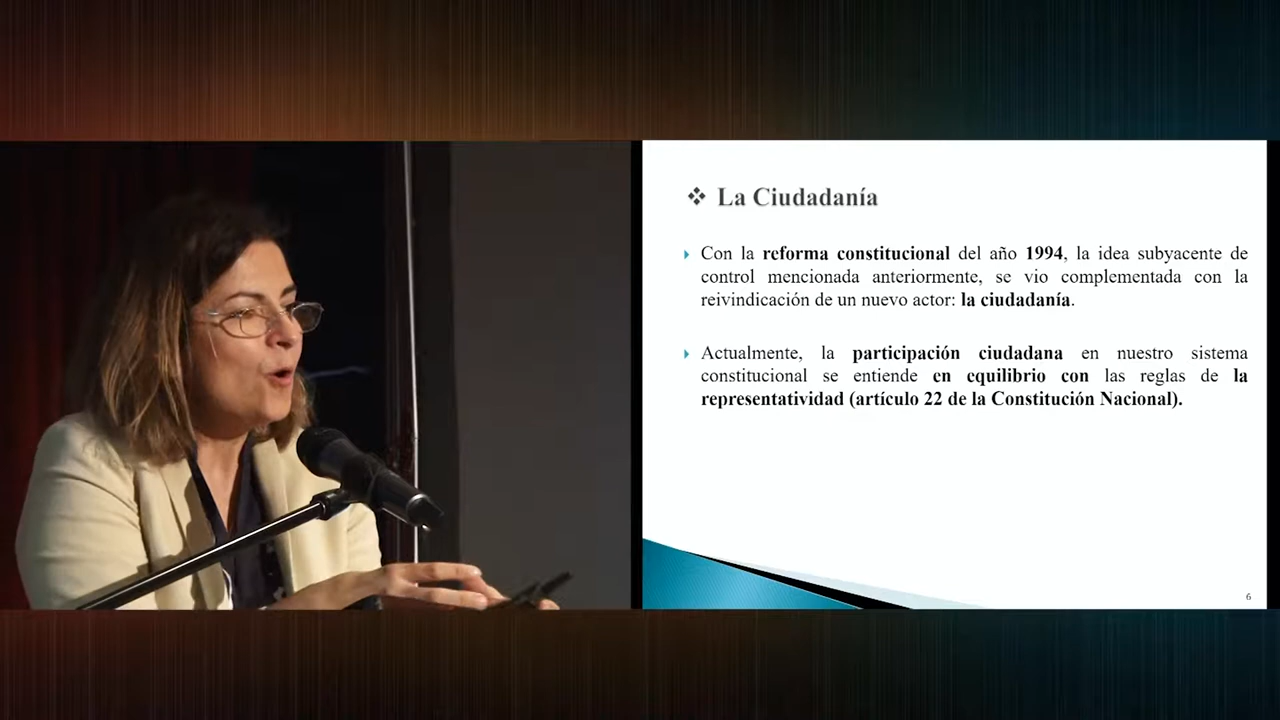 ❖ La Ciudadanía
Con la reforma constitucional del año 1994, la idea subyacente de
control mencionada anteriormente, se vio complementada con la
reivindicación de un nuevo actor: la ciudadanía.
Actualmente, la participación ciudadana en nuestro sistema
constitucional se entiende en equilibrio con las reglas de la
representatividad (artículo 22 de la Constitución Nacional).
6